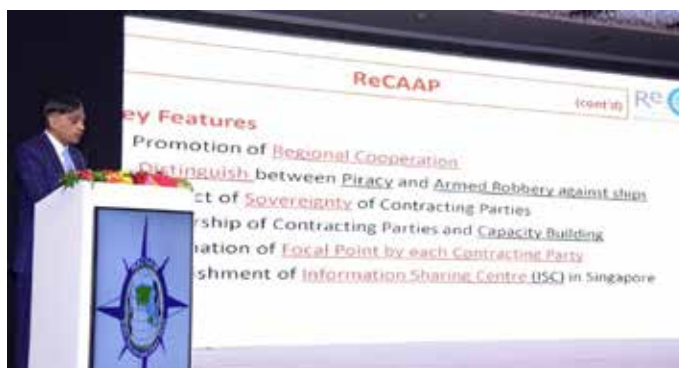 ReCAAP
(cont'd)
Re
ey Features
Promotion of Regional Cooperation
Distinguish between Piracy and Armed Robbery against ships
ct of Sovereignty of Contracting Parties
rship of Contracting Parties and Capacity Building
nation of Focal Point by each Contracting Party
shment of Information Sharing Centre (ISC) in Singapore